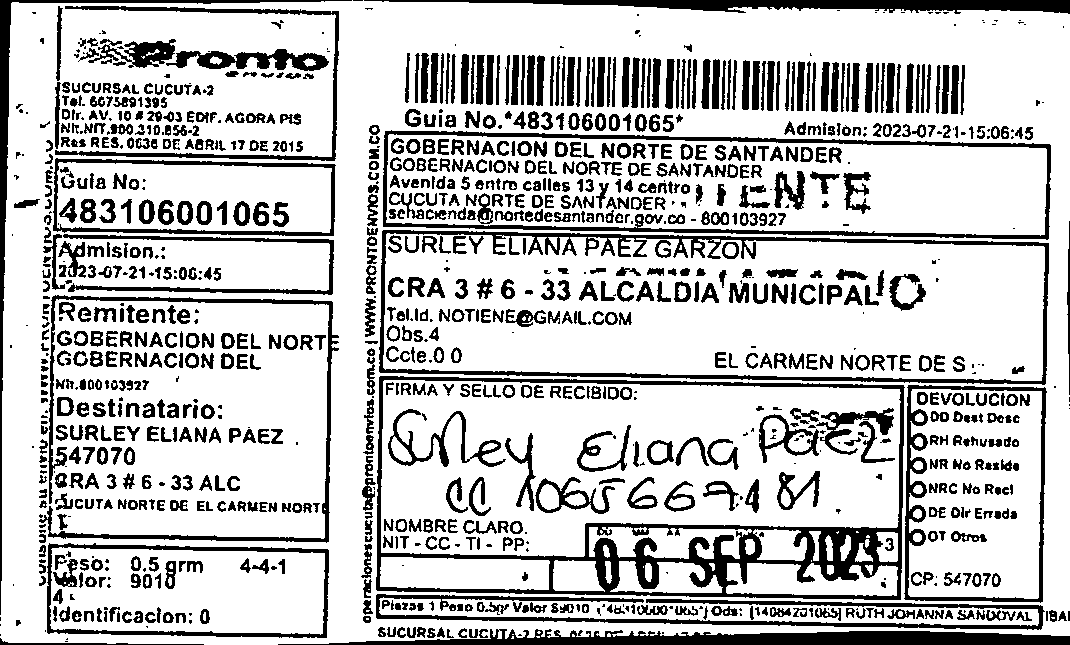 Pronto
ENVIOS
SUCURSAL CUCUTA-2
Tel. 6075891395
Dir. AV. 10 # 29-03 EDIF. AGORA PIS
Nit.NIT.900.310.856-2
Res RES. 0636 DE ABRIL 17 DE 2015
Guia No:
483106001065
Admision.:
2023-07-21-15:06:45
Remitente:
GOBERNACION DEL NORTE
GOBERNACION DEL
Nit.800103927
Destinatario:
SURLEY ELIANA PAEZ
547070
CRA 3 # 6 - 33 ALC
CUCUTA NORTE DE EL CARMEN NORTE
Peso: 0.5 grm 4-4-1
Valor: 9010
4
Identificacion: 0
operacionescucuta@prontoenvios.com.co | WWW.PRONTOENVIOS.COM.CO
Guia No.*483106001065*
Admision: 2023-07-21-15:06:45
GOBERNACION DEL NORTE DE SANTANDER
GOBERNACION DEL NORTE DE SANTANDER
Avenida 5 entre calles 13 y 14 centro
CUCUTA NORTE DE SANTANDER
sehacienda@nortedesantander.gov.co - 800103927
SURLEY ELIANA PAEZ GARZON
CRA 3 # 6 - 33 ALCALDIA MUNICIPAL
Tel.Id. NOTIENE@GMAIL.COM
Obs.4
Ccte.0 0
EL CARMEN NORTE DE S
FIRMA Y SELLO DE RECIBIDO:
Surley Eliana Paez
CC 1065667481
NOMBRE CLARO.
NIT - CC - TI - PP:
06 SEP 2023
DEVOLUCION
DD Dest Desc
RH Rehusado
NR No Reside
NRC No Recl
DE Dir Errada
OT Otros
CP: 547070
Piezas 1 Peso 0.5gr Valor $9010 (*483106001065*) Ods: [14084201065] RUTH JOHANNA SANDOVAL
SUCURSAL CUCUTA-2 RES.